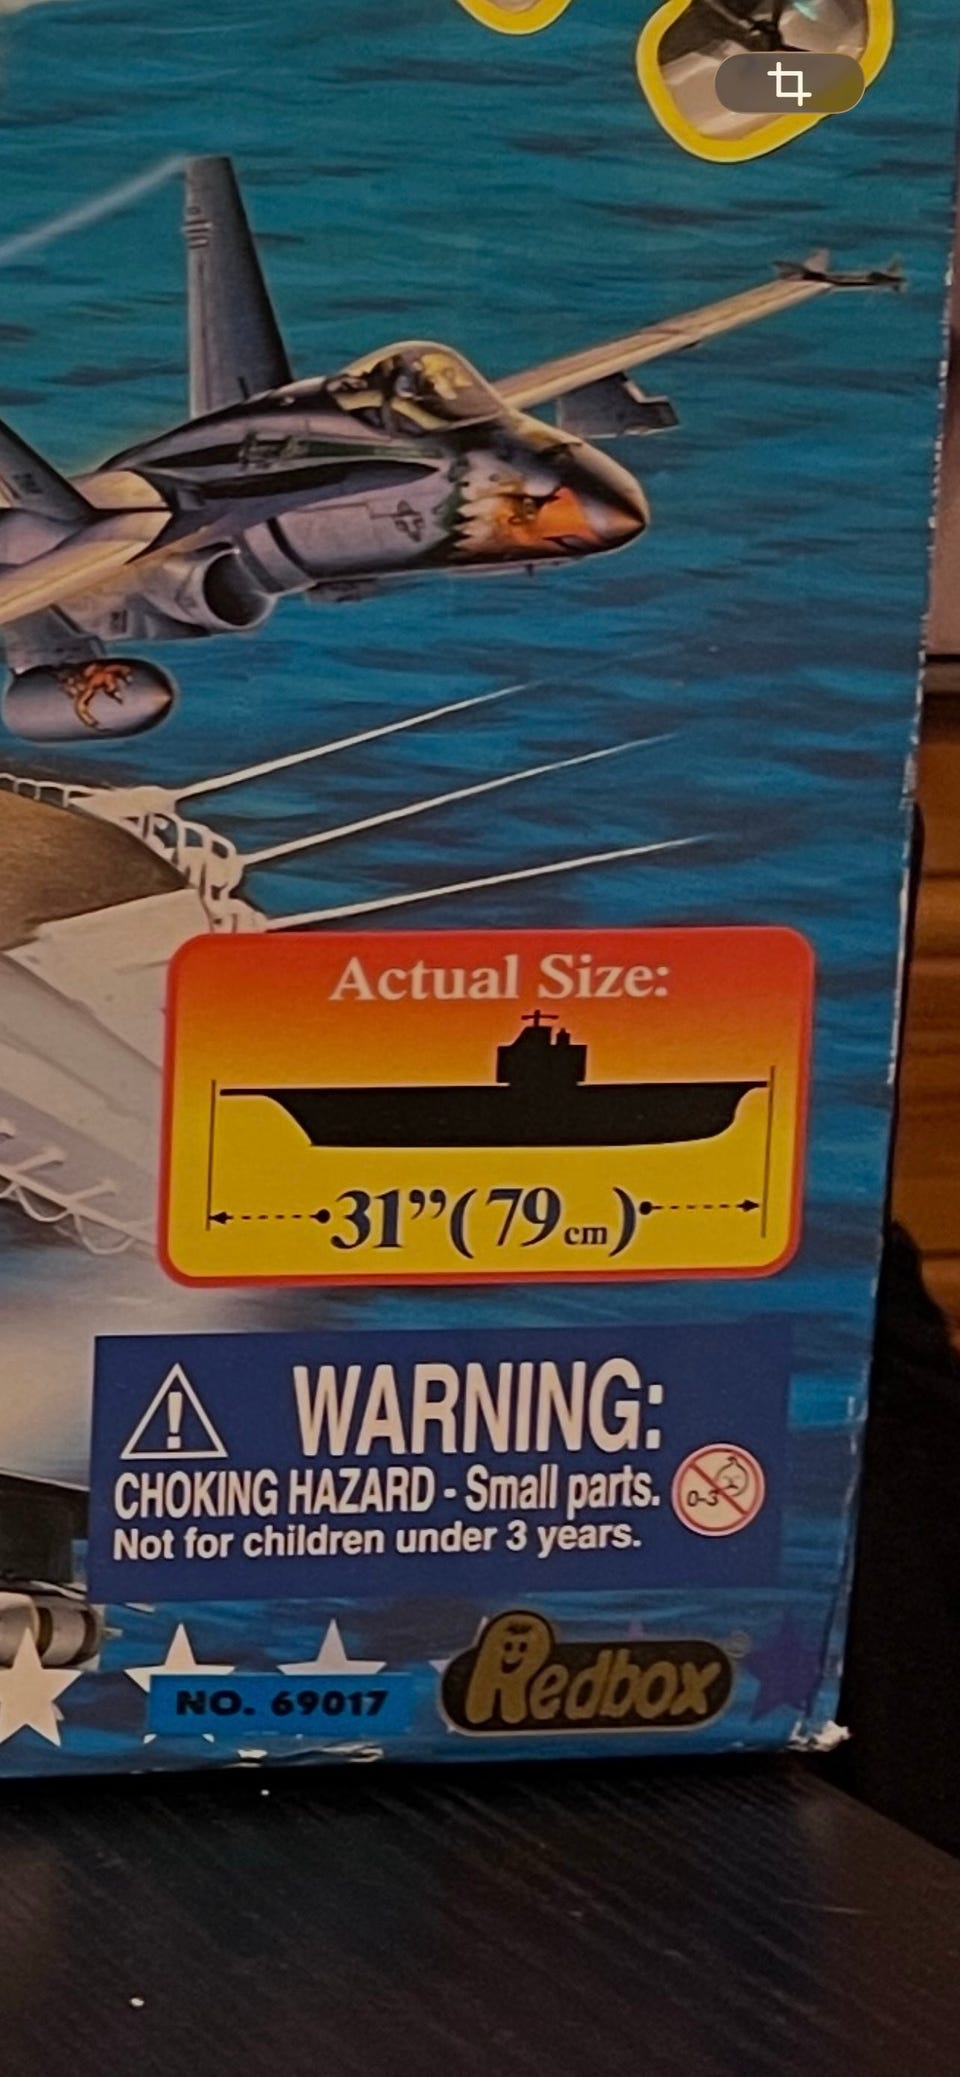 Actual Size:
31”(79cm)
WARNING:
CHOKING HAZARD - Small parts.
0-3
Not for children under 3 years.
NO. 69017
Redbox